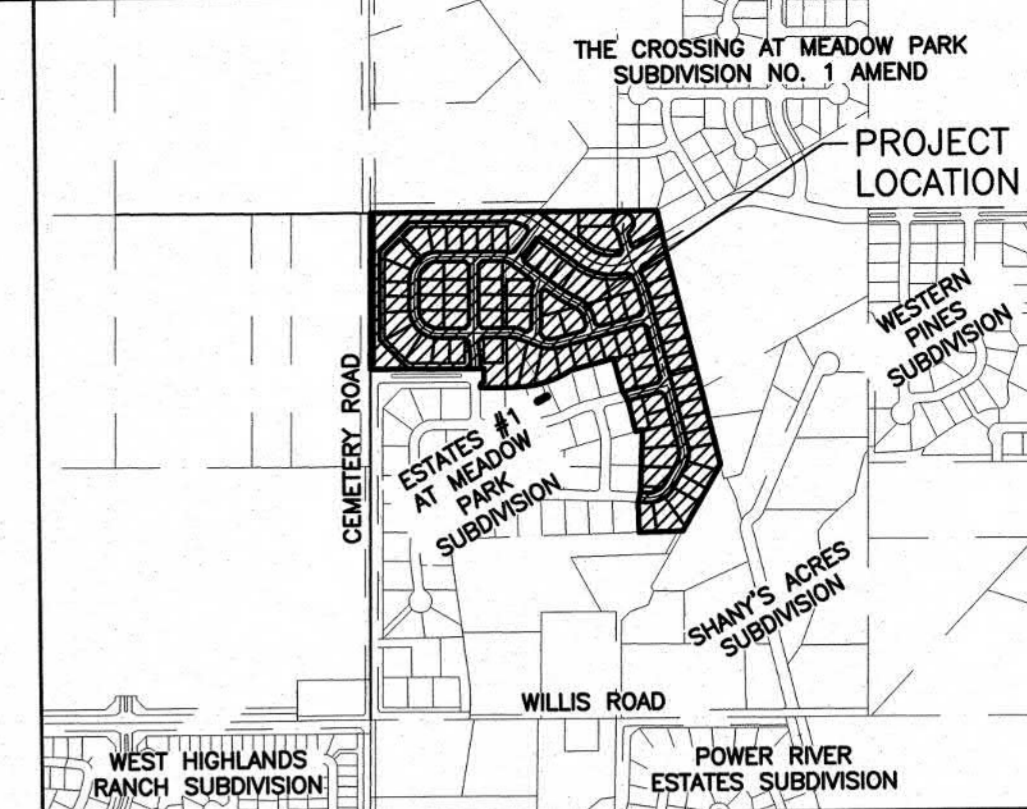 THE CROSSING AT MEADOW PARK
SUBDIVISION NO. 1 AMEND
PROJECT
LOCATION
WESTERN
PINES
SUBDIVISION
CEMETERY ROAD
ESTATES #1
AT MEADOW
PARK
SUBDIVISION
SHANY'S ACRES
SUBDIVISION
WILLIS ROAD
WEST HIGHLANDS
RANCH SUBDIVISION
POWER RIVER
ESTATES SUBDIVISION